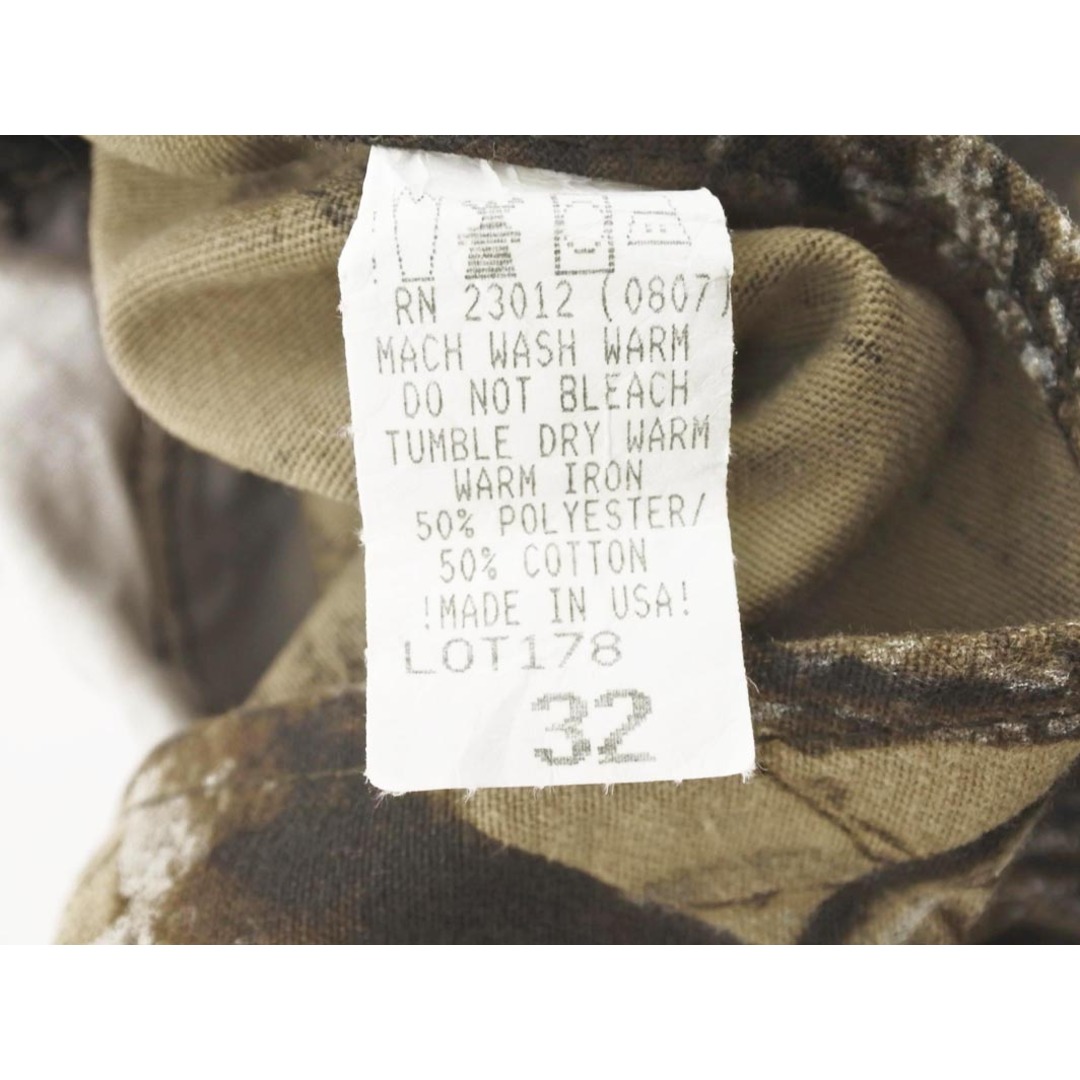 RN 23012 (0807)
MACH WASH WARM
DO NOT BLEACH
TUMBLE DRY WARM
WARM IRON
50% POLYESTER/
50% COTTON
!MADE IN USA!
LOT178
32